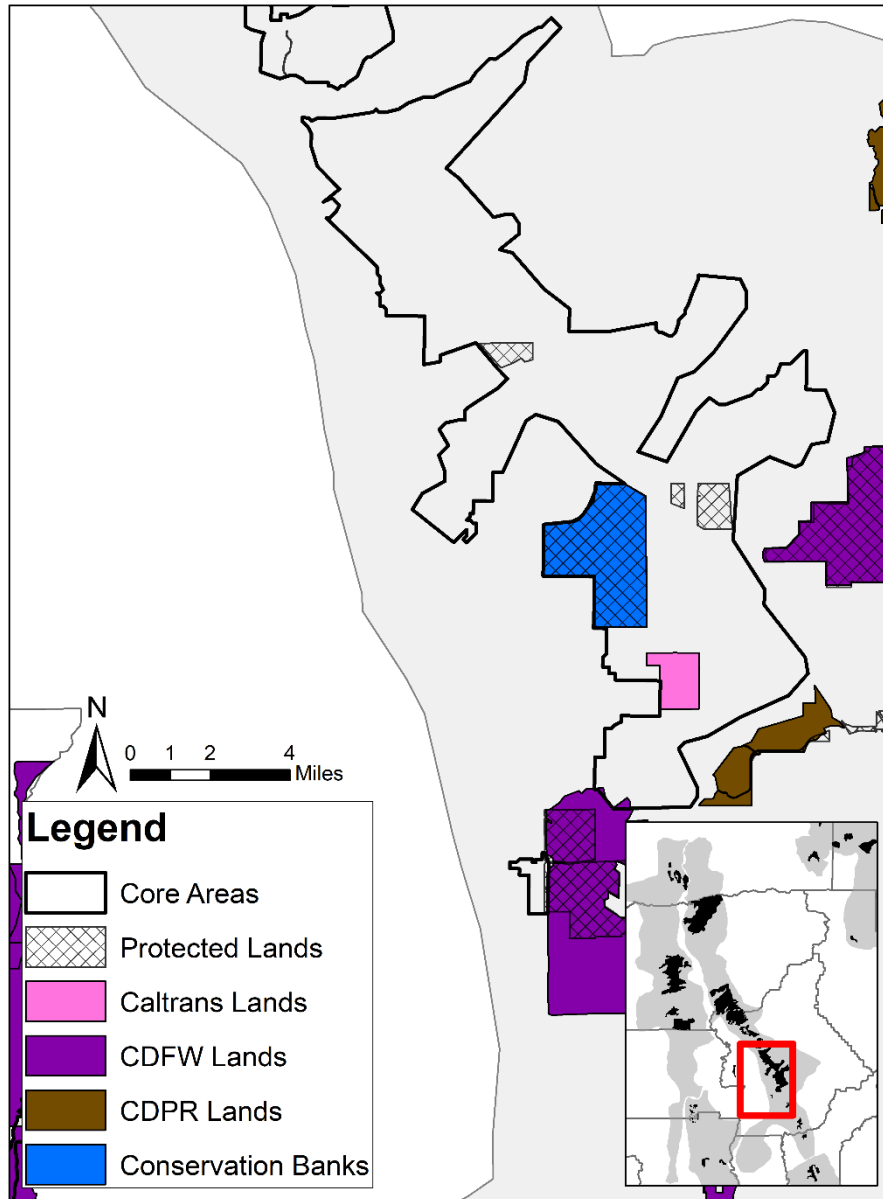 N
0 1 2 4
Miles
Legend
Core Areas
Protected Lands
Caltrans Lands
CDFW Lands
CDPR Lands
Conservation Banks